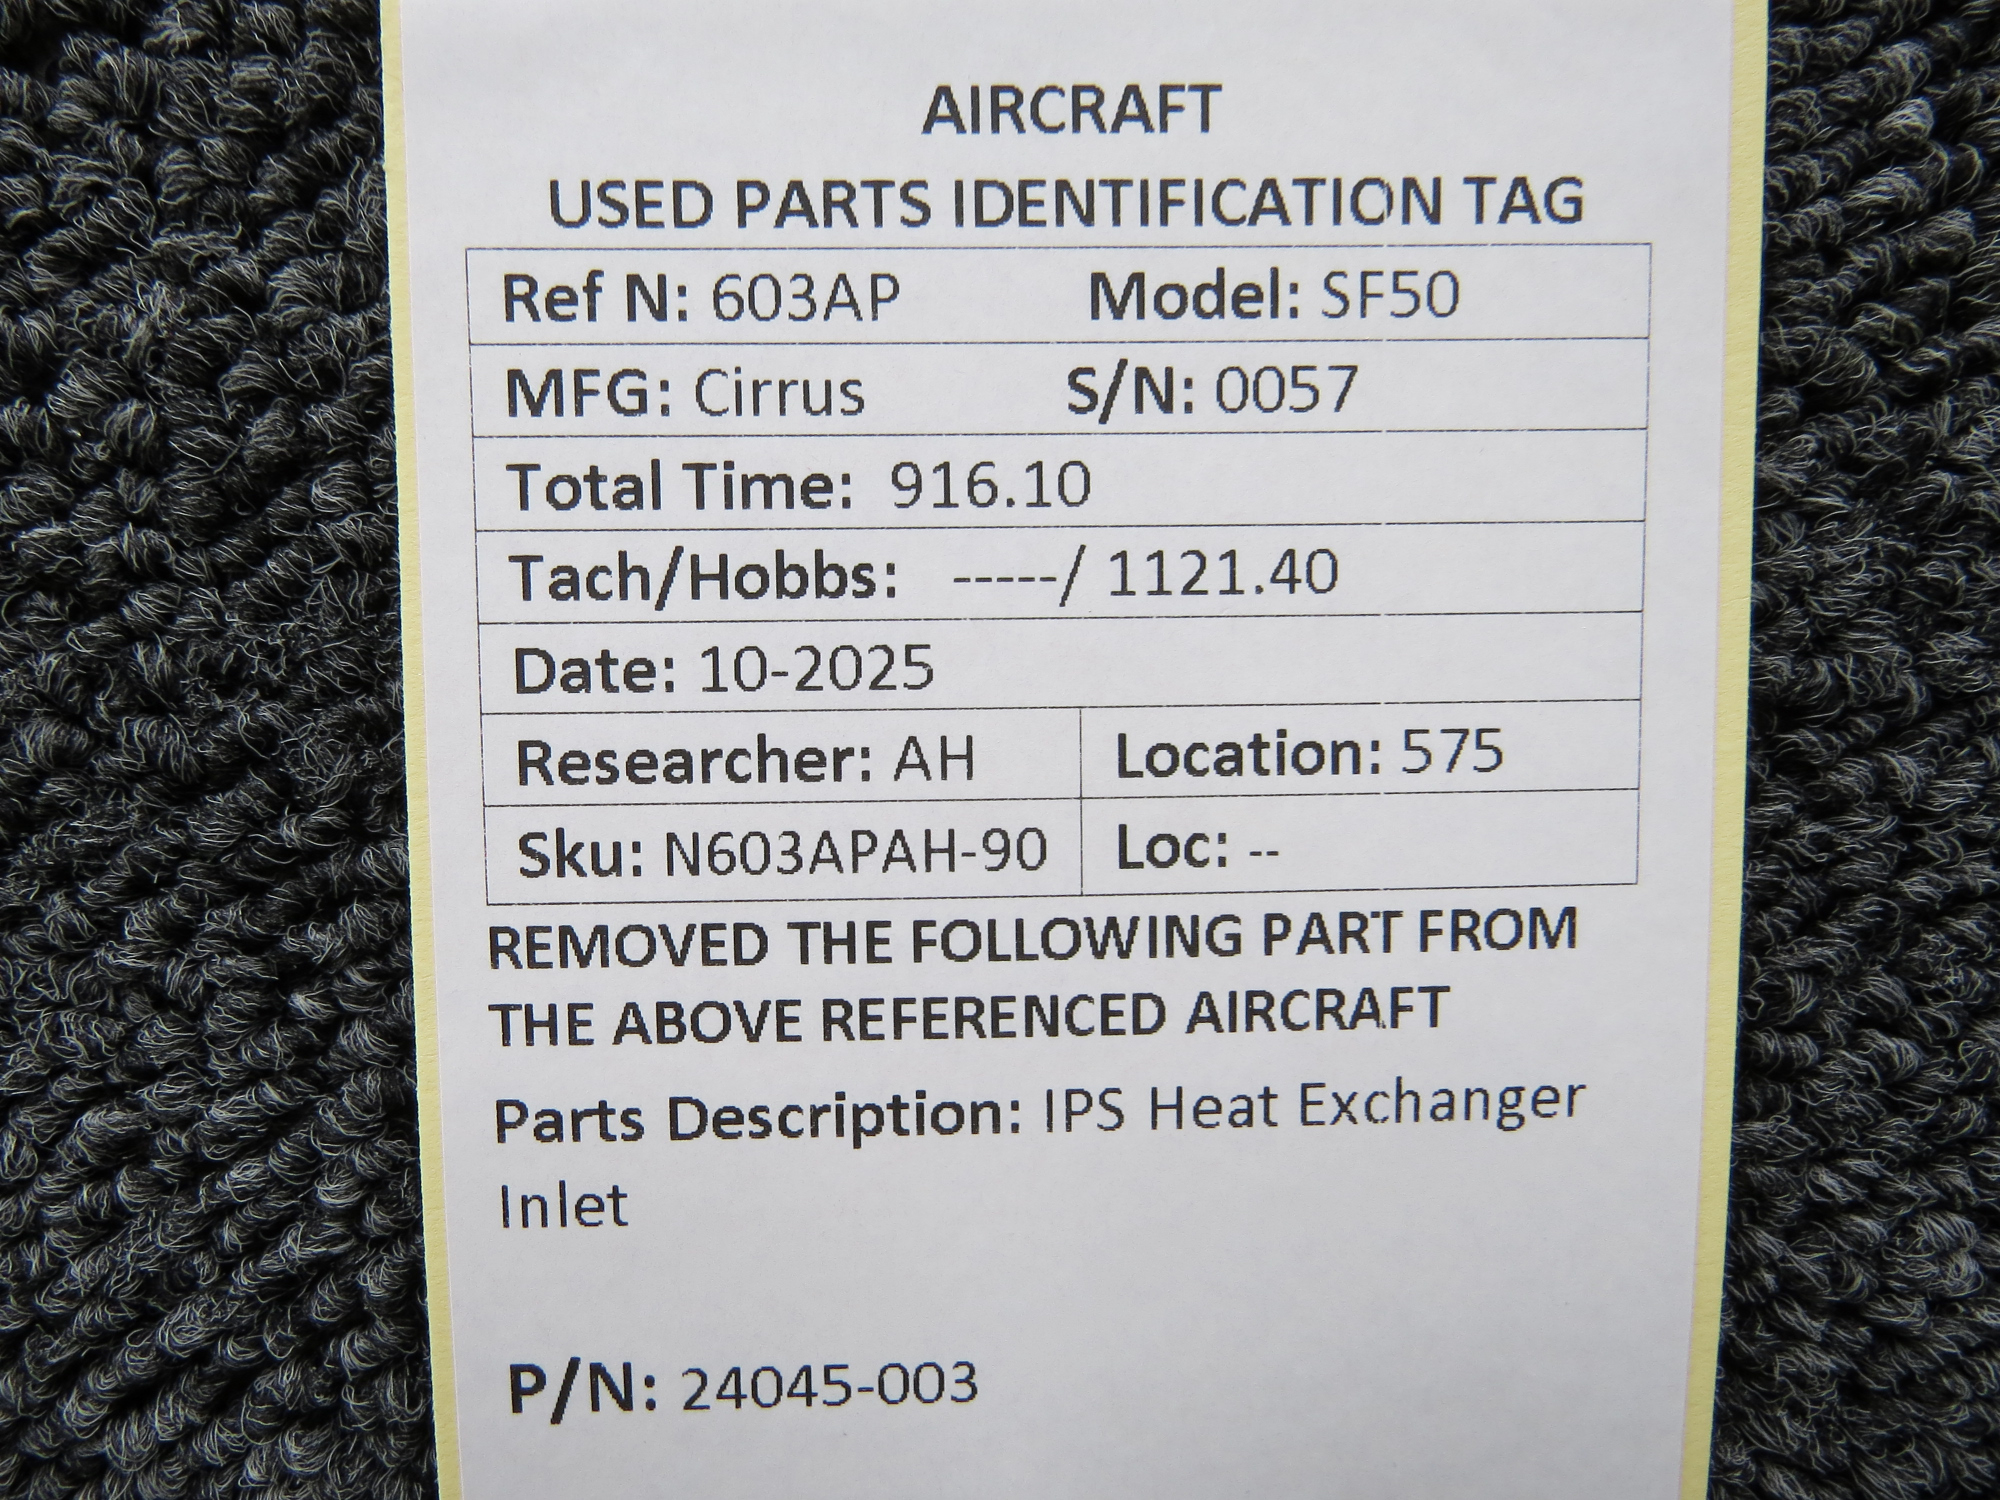 AIRCRAFT
USED PARTS IDENTIFICATION TAG
Ref N: 603AP Model: SF50
MFG: Cirrus S/N: 0057
Total Time: 916.10
Tach/Hobbs: -----/ 1121.40
Date: 10-2025
Researcher: AH Location: 575
Sku: N603APAH-90 Loc: --
REMOVED THE FOLLOWING PART FROM
THE ABOVE REFERENCED AIRCRAFT
Parts Description: IPS Heat Exchanger
Inlet
P/N: 24045-003